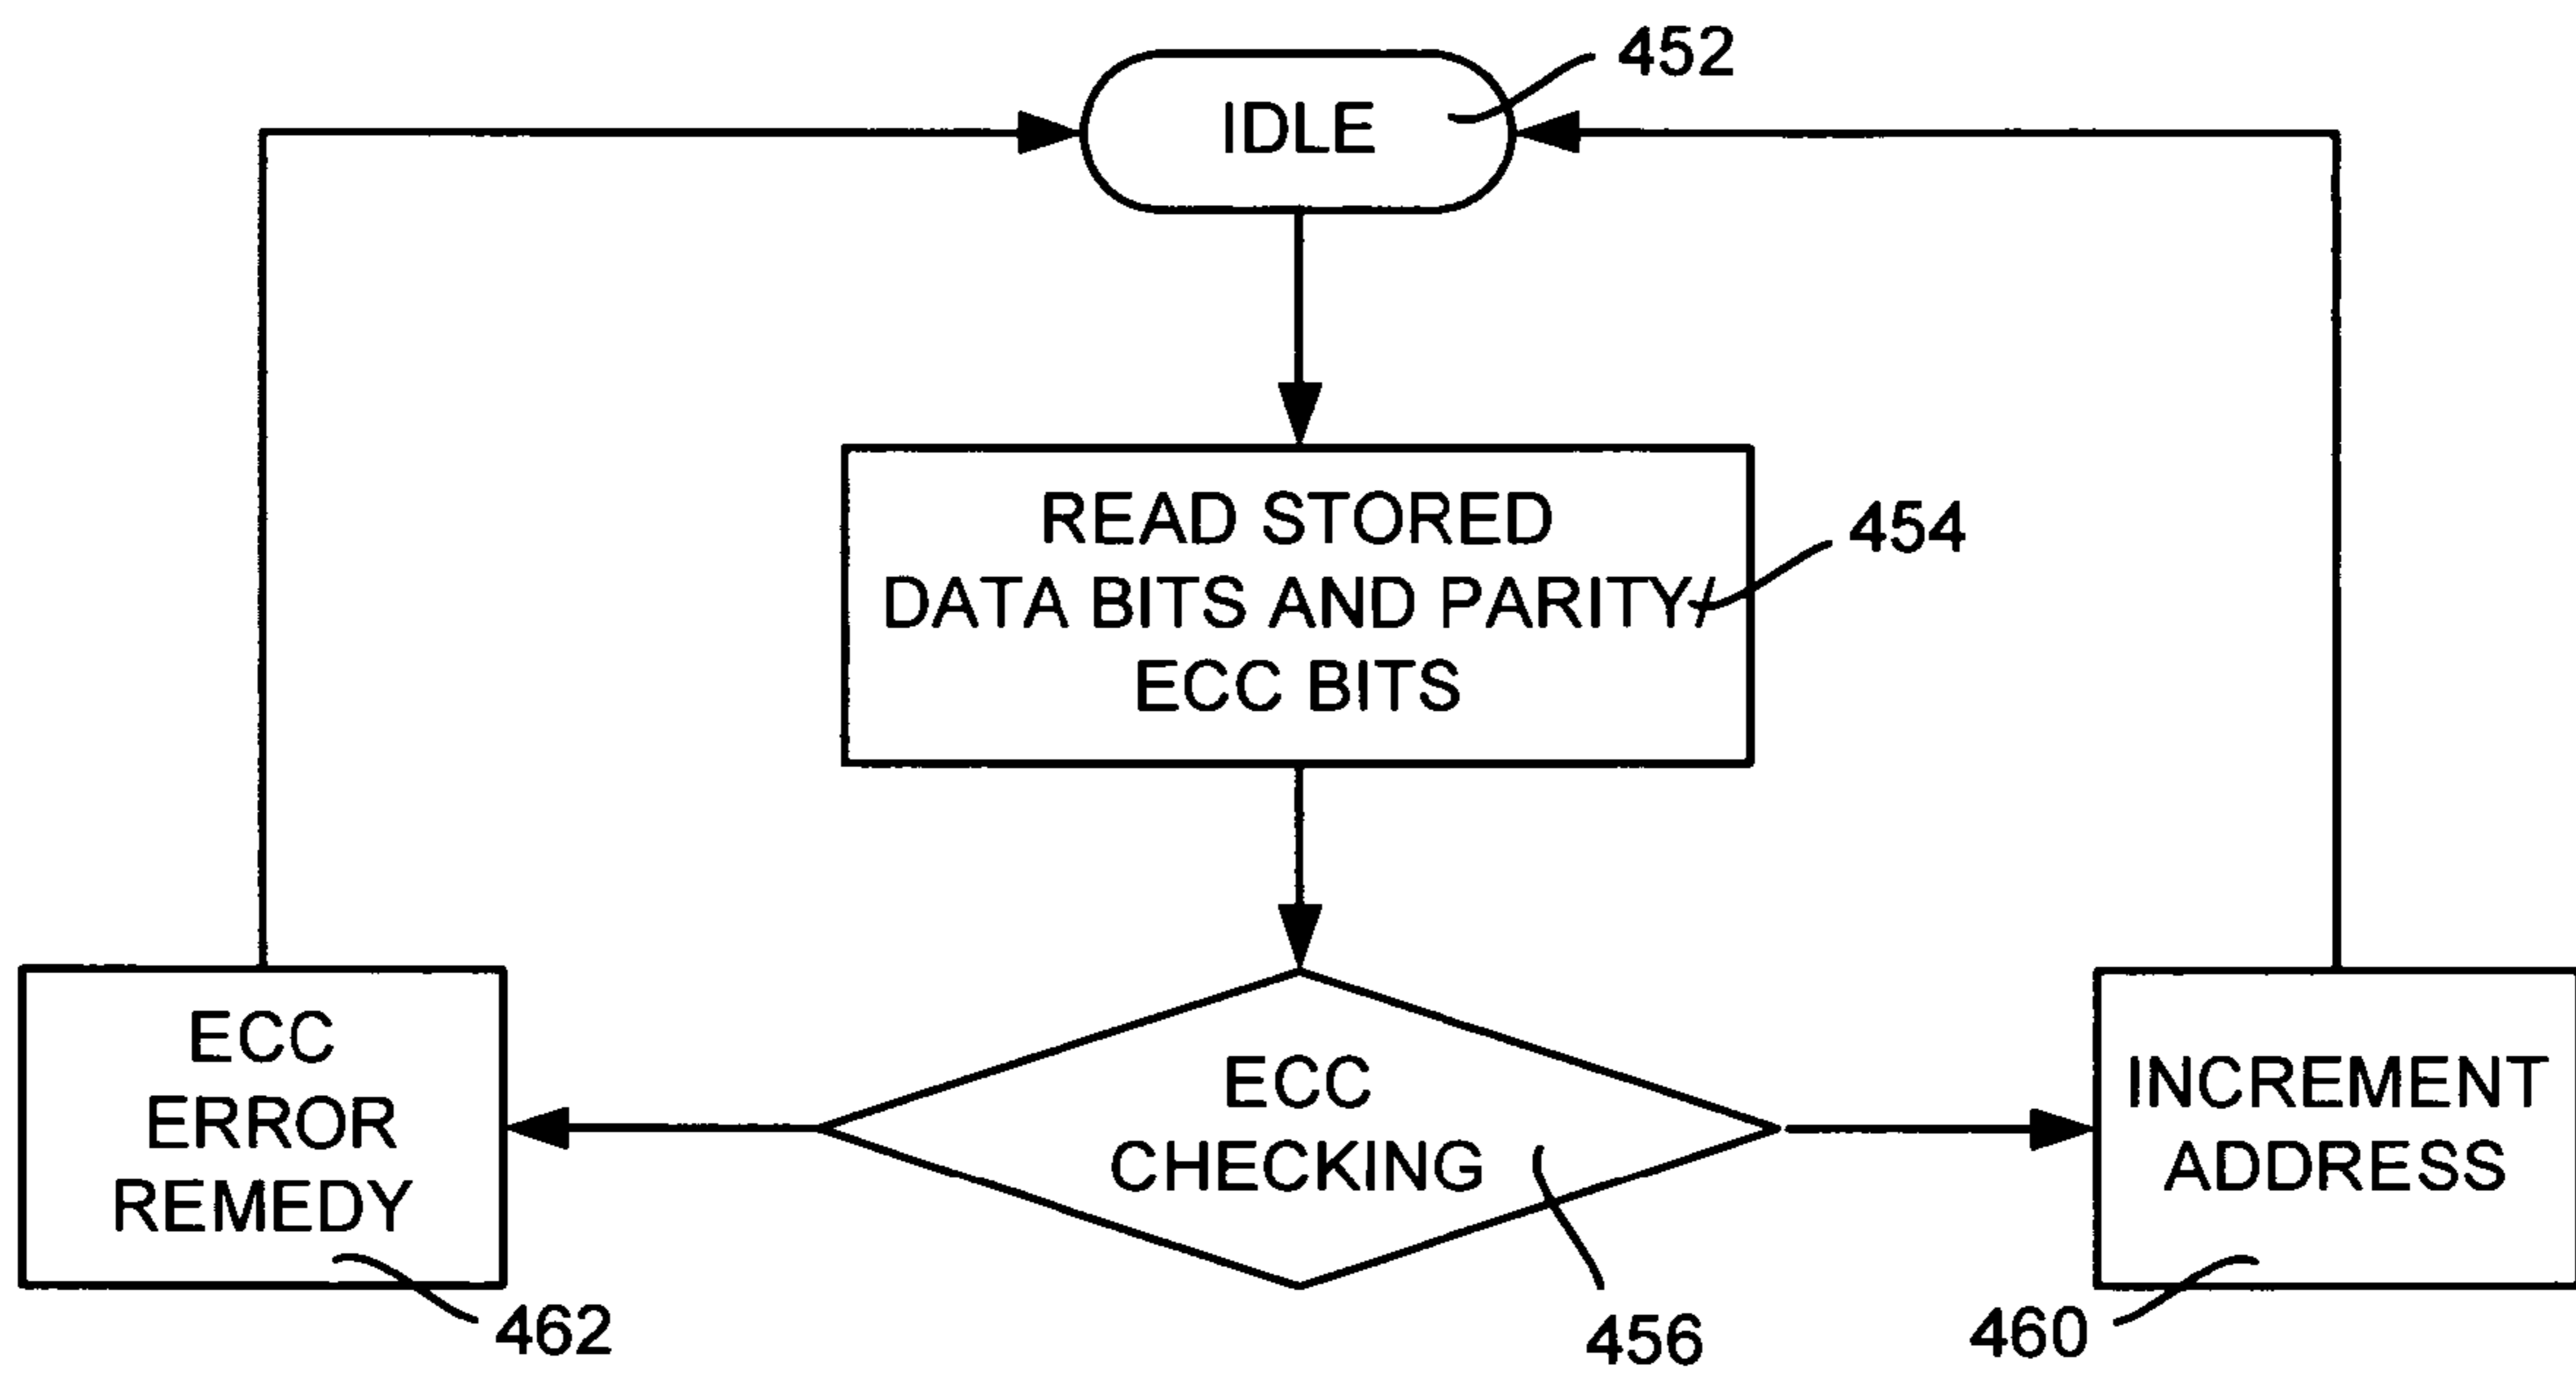 452
IDLE
READ STORED
DATA BITS AND PARITY/
ECC BITS
454
ECC
ERROR
REMEDY
462
ECC
CHECKING
456
INCREMENT
ADDRESS
460